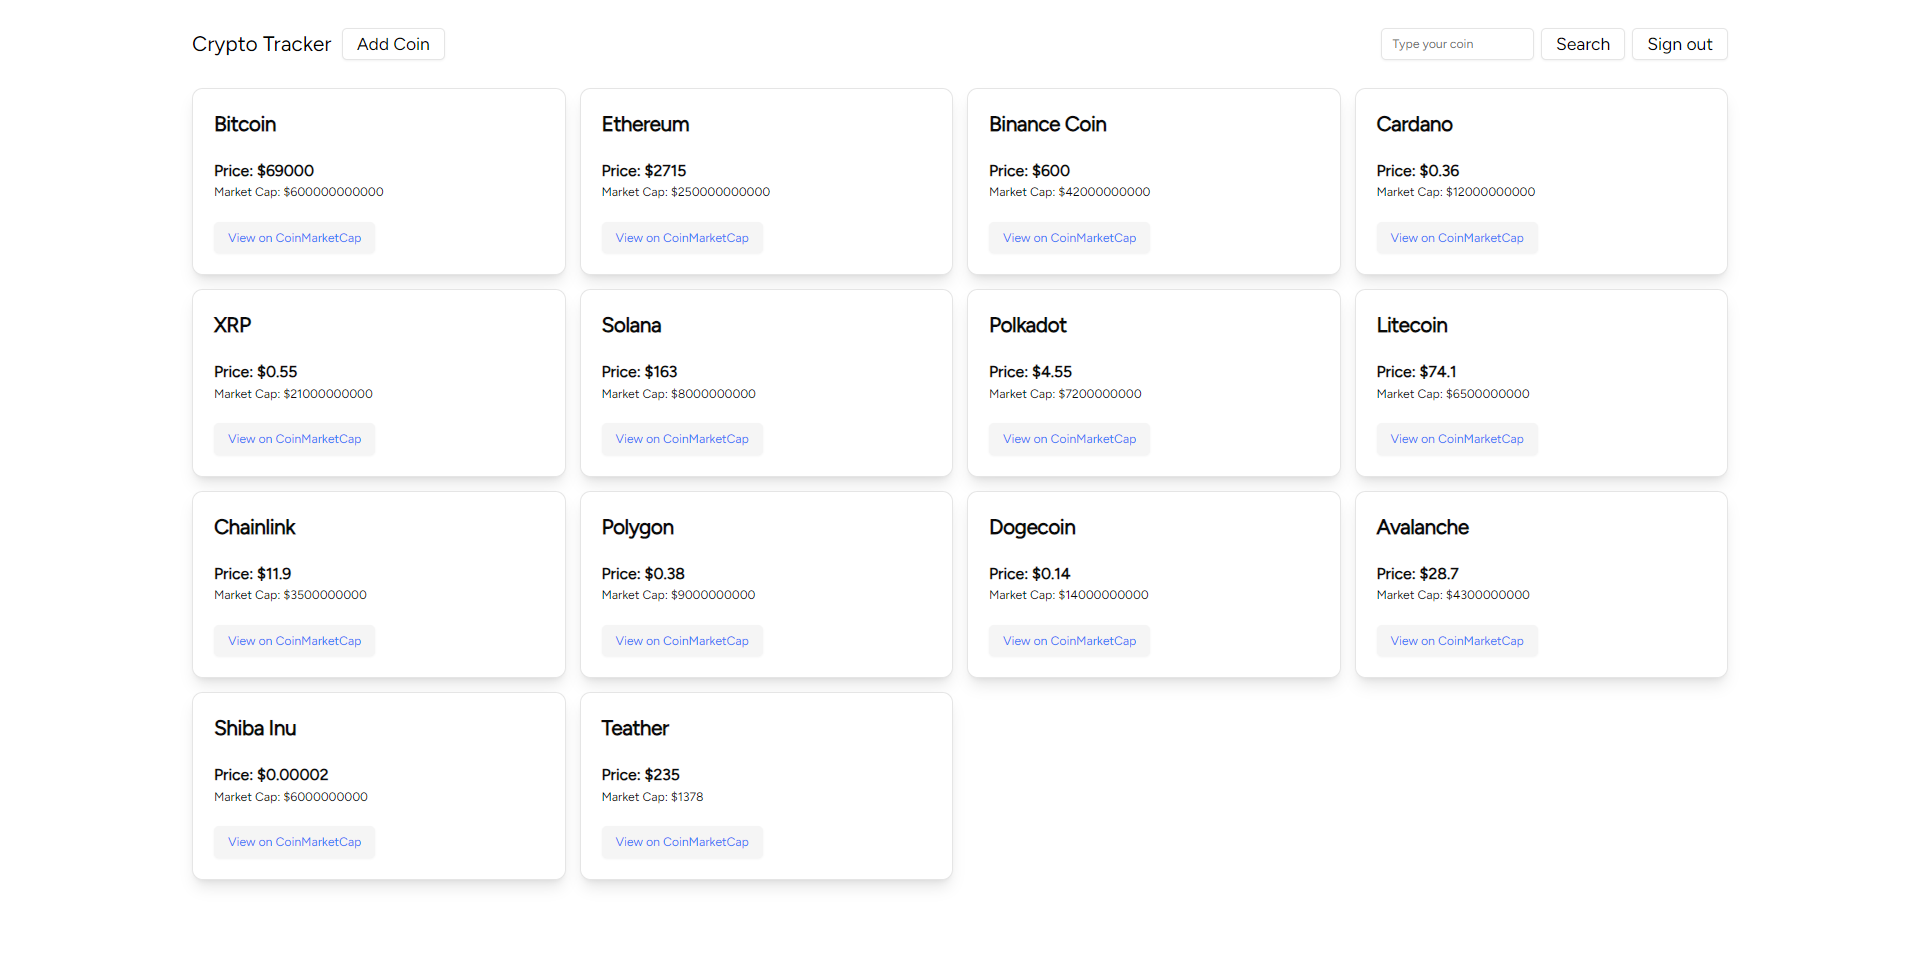 Crypto Tracker
Add Coin
Type your coin
Search
Sign out
Bitcoin
Price: $69000
Market Cap: $600000000000
View on CoinMarketCap
Ethereum
Price: $2715
Market Cap: $250000000000
View on CoinMarketCap
Binance Coin
Price: $600
Market Cap: $42000000000
View on CoinMarketCap
Cardano
Price: $0.36
Market Cap: $12000000000
View on CoinMarketCap
XRP
Price: $0.55
Market Cap: $21000000000
View on CoinMarketCap
Solana
Price: $163
Market Cap: $8000000000
View on CoinMarketCap
Polkadot
Price: $4.55
Market Cap: $7200000000
View on CoinMarketCap
Litecoin
Price: $74.1
Market Cap: $6500000000
View on CoinMarketCap
Chainlink
Price: $11.9
Market Cap: $3500000000
View on CoinMarketCap
Polygon
Price: $0.38
Market Cap: $9000000000
View on CoinMarketCap
Dogecoin
Price: $0.14
Market Cap: $14000000000
View on CoinMarketCap
Avalanche
Price: $28.7
Market Cap: $4300000000
View on CoinMarketCap
Shiba Inu
Price: $0.00002
Market Cap: $6000000000
View on CoinMarketCap
Teather
Price: $235
Market Cap: $1378
View on CoinMarketCap